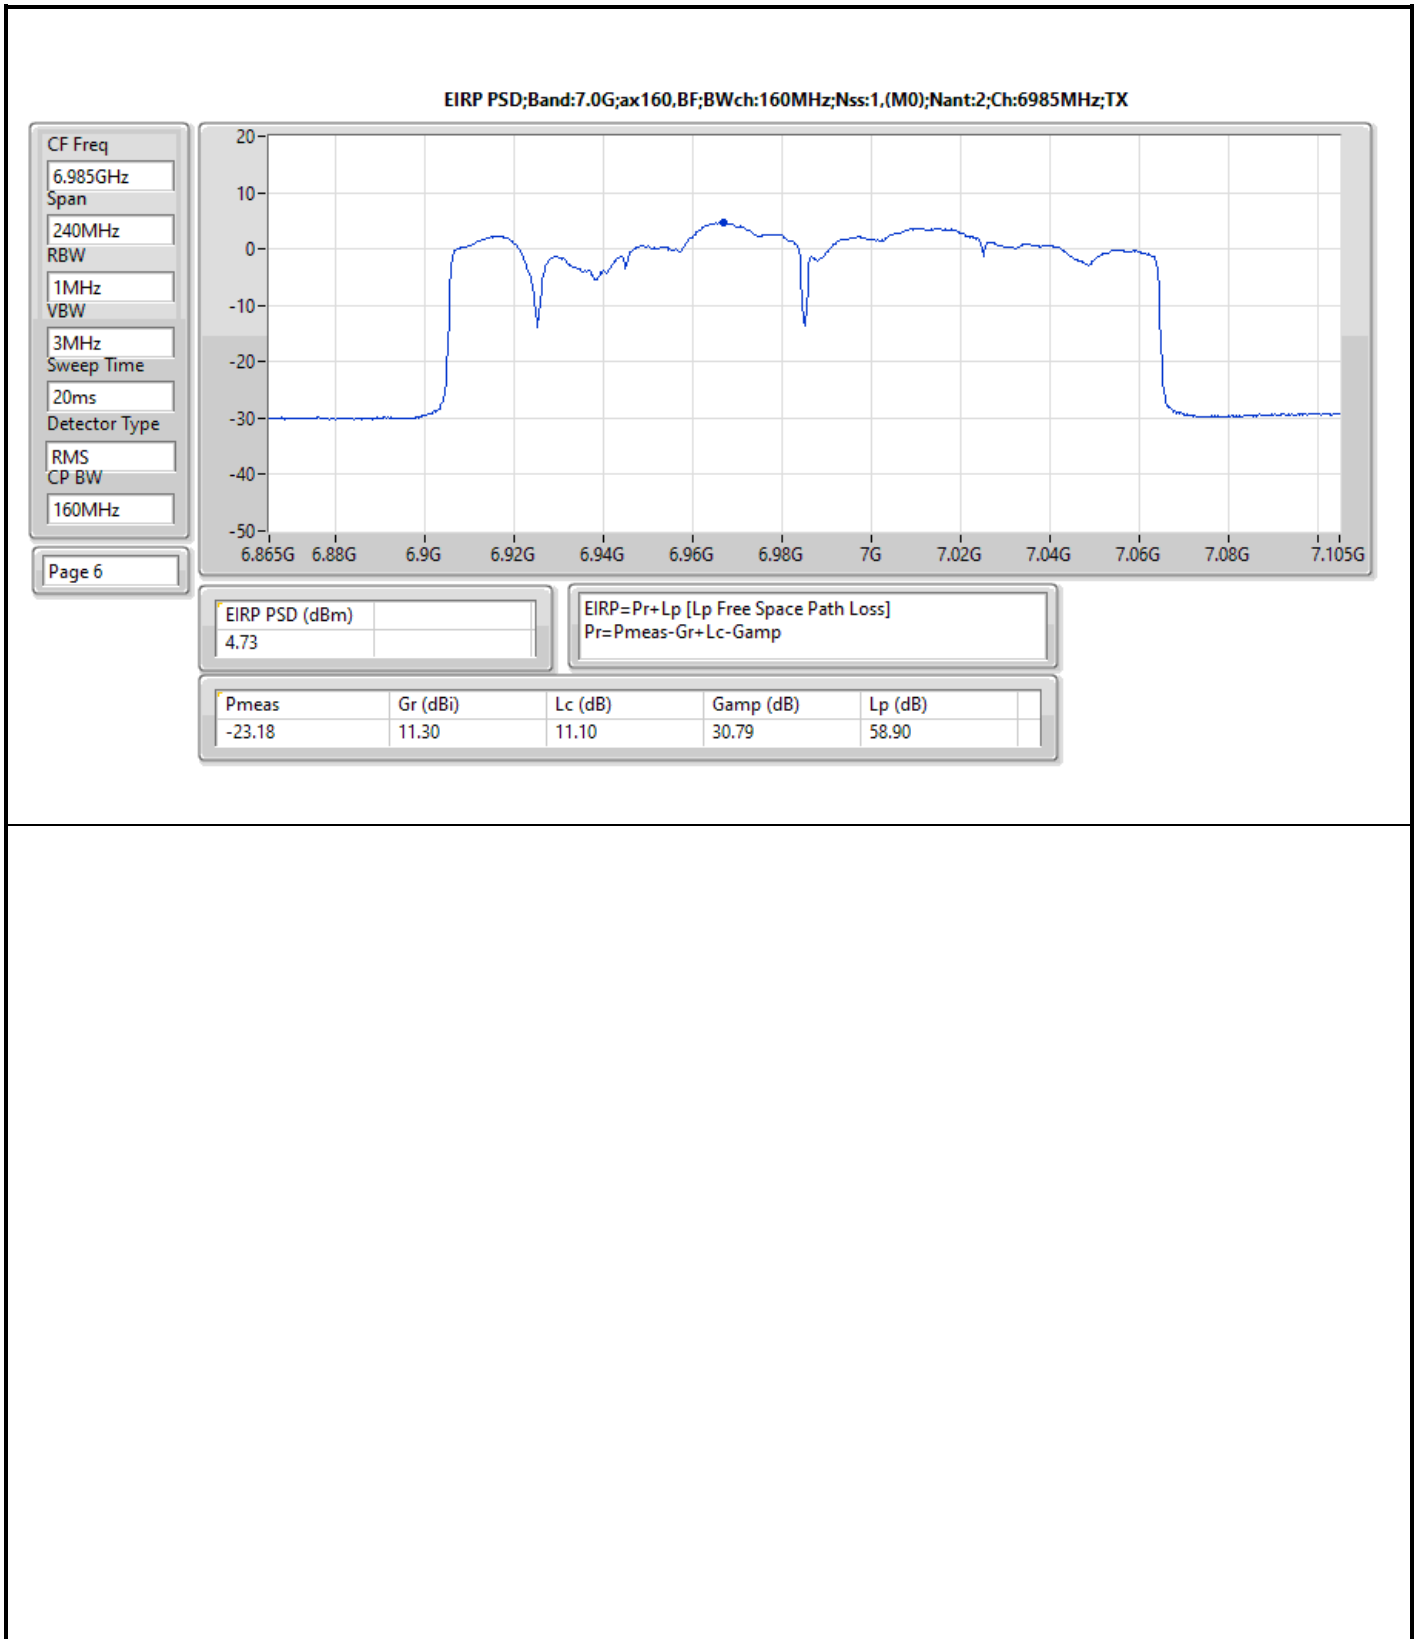 EIRP PSD;Band:7.0G;ax160,BF;BWch:160MHz;Nss:1,(M0);Nant:2;Ch:6985MHz;TX
CF Freq
6.985GHz
Span
240MHz
RBW
1MHz
VBW
3MHz
Sweep Time
20ms
Detector Type
RMS
CP BW
160MHz
Page 6
20
10
0
-10
-20
-30
-40
-50
6.865G 6.88G 6.9G 6.92G 6.94G 6.96G 6.98G 7G 7.02G 7.04G 7.06G 7.08G 7.105G
EIRP PSD (dBm)
4.73
EIRP=Pr+Lp [Lp Free Space Path Loss]
Pr=Pmeas-Gr+Lc-Gamp
Pmeas Gr (dBi) Lc (dB) Gamp (dB) Lp (dB)
-23.18 11.30 11.10 30.79 58.90